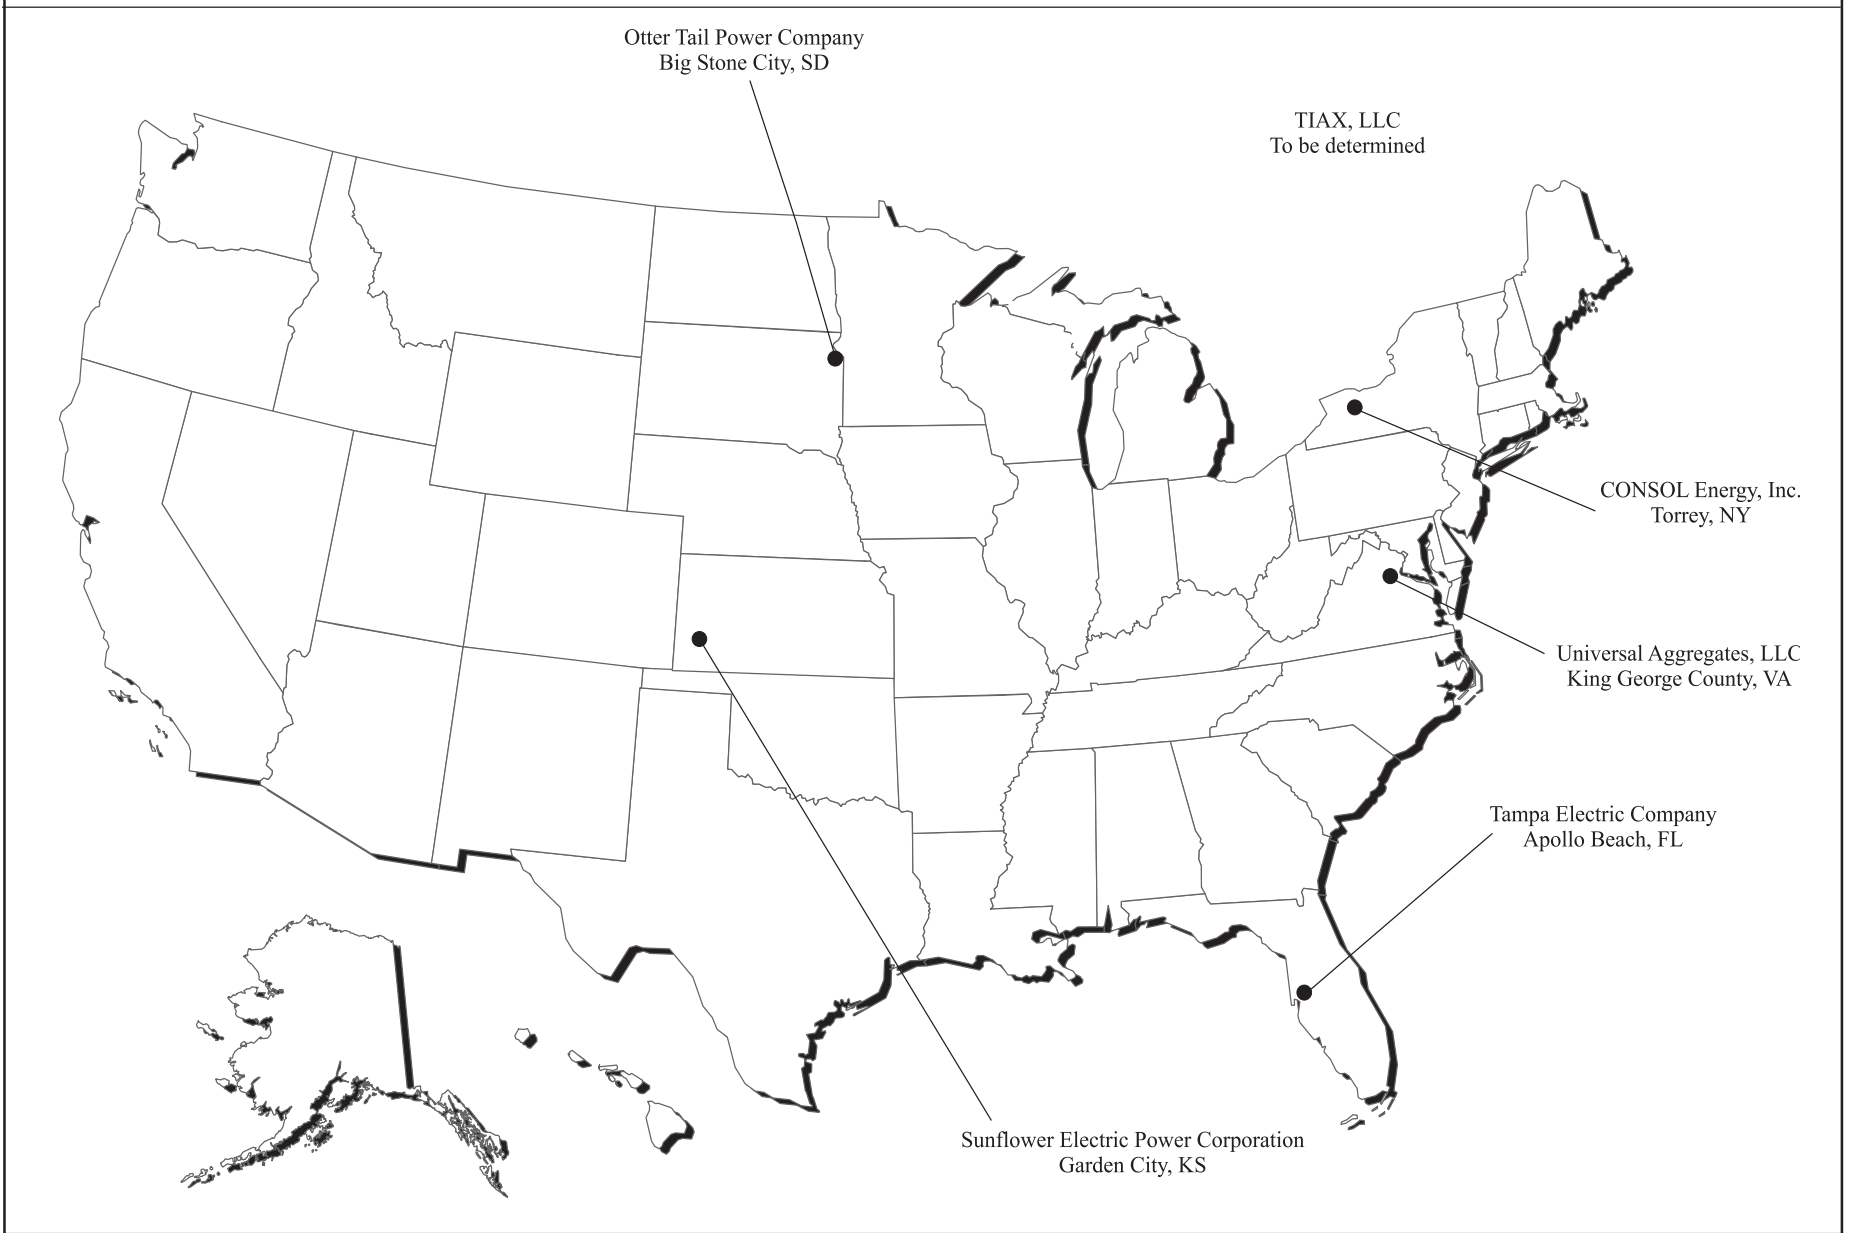 Otter Tail Power Company
Big Stone City, SD
TIAX, LLC
To be determined
CONSOL Energy, Inc.
Torrey, NY
Universal Aggregates, LLC
King George County, VA
Tampa Electric Company
Apollo Beach, FL
Sunflower Electric Power Corporation
Garden City, KS